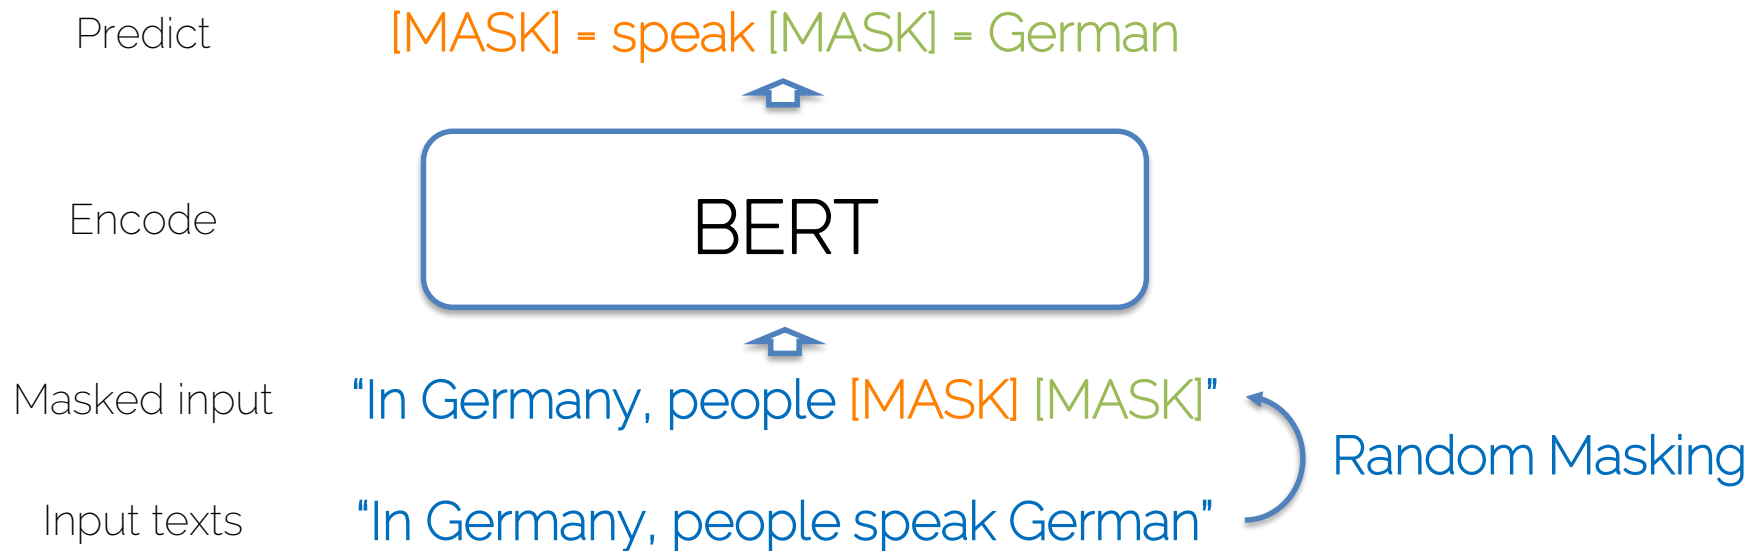 Predict [MASK] = speak [MASK] = German
Encode BERT
Masked input “In Germany, people [MASK] [MASK]”
Random Masking
Input texts “In Germany, people speak German”